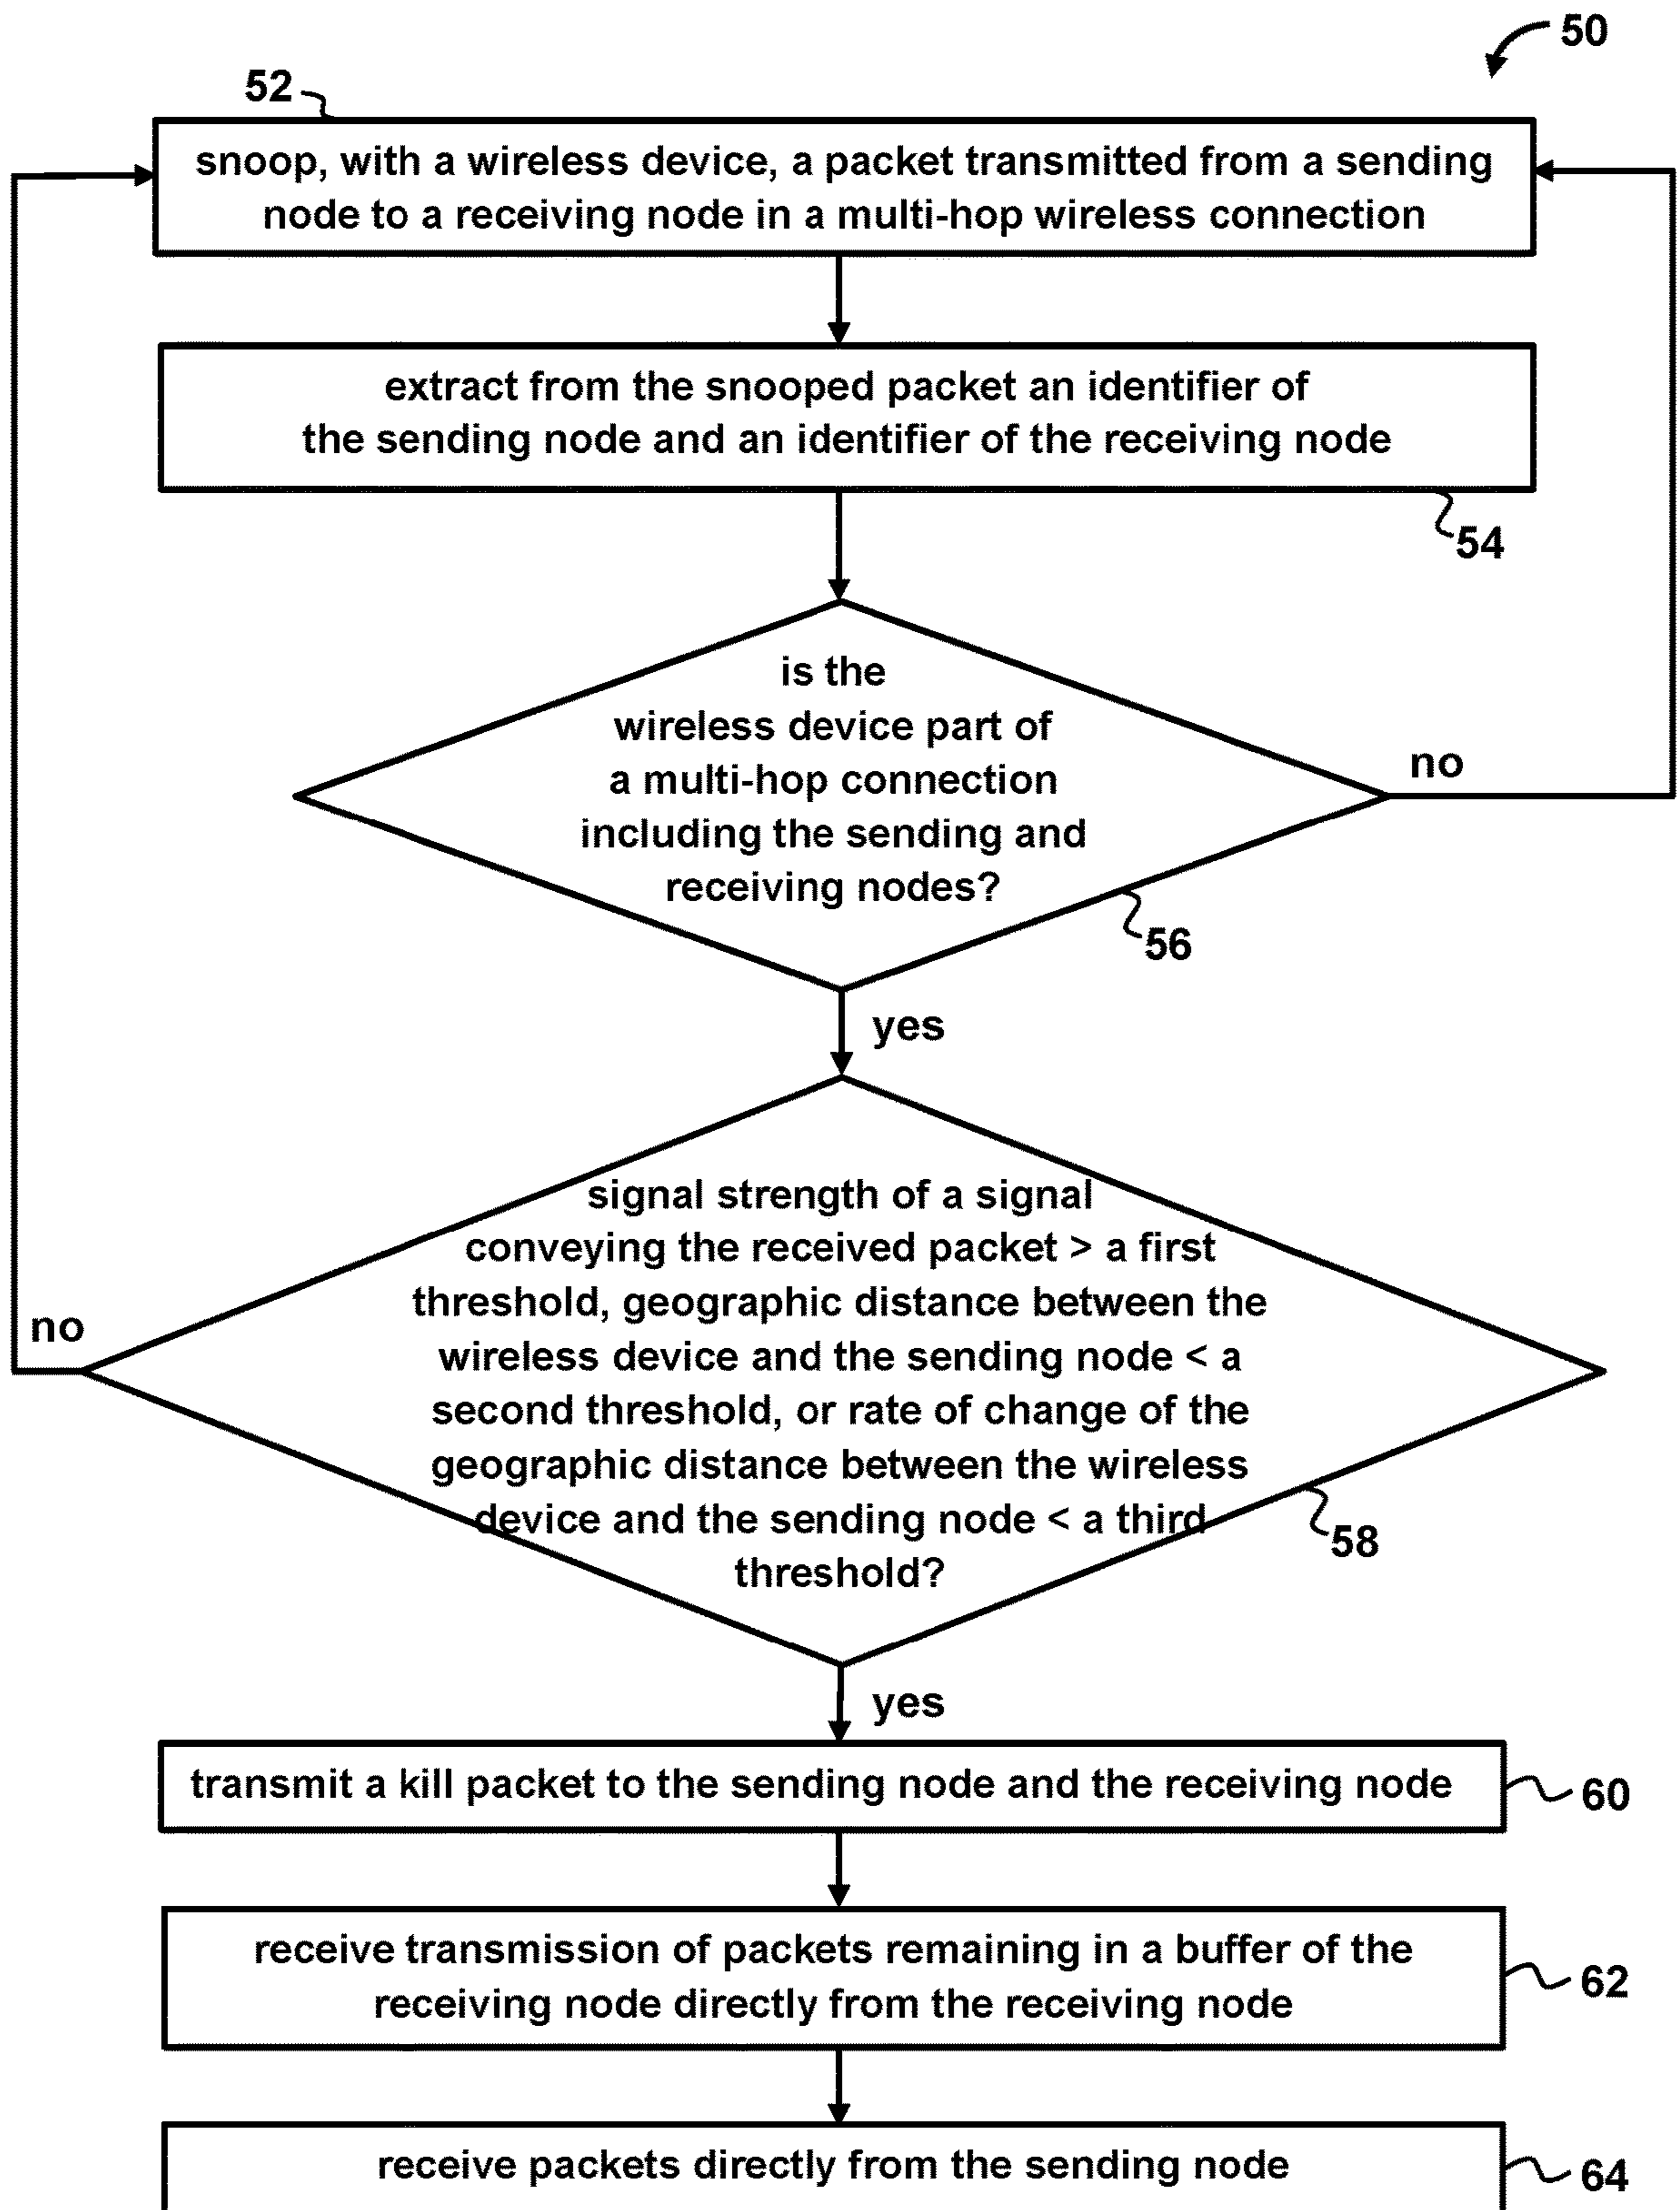 50
52
snoop, with a wireless device, a packet transmitted from a sending
node to a receiving node in a multi-hop wireless connection
extract from the snooped packet an identifier of
the sending node and an identifier of the receiving node
54
is the
wireless device part of
a multi-hop connection
including the sending and
receiving nodes?
no
56
yes
signal strength of a signal
conveying the received packet > a first
threshold, geographic distance between the
wireless device and the sending node < a
second threshold, or rate of change of the
geographic distance between the wireless
device and the sending node < a third
threshold?
no
58
yes
transmit a kill packet to the sending node and the receiving node
60
receive transmission of packets remaining in a buffer of the
receiving node directly from the receiving node
62
receive packets directly from the sending node
64